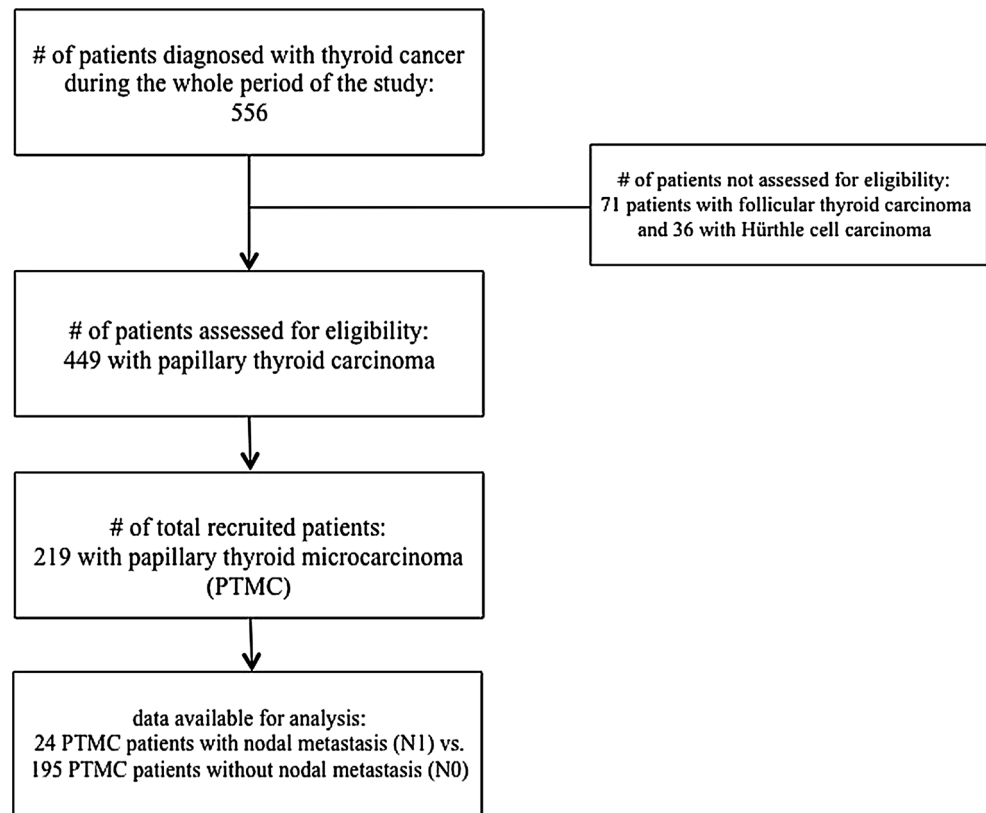 # of patients diagnosed with thyroid cancer
during the whole period of the study:
556
# of patients not assessed for eligibility:
71 patients with follicular thyroid carcinoma
and 36 with Hürthle cell carcinoma
# of patients assessed for eligibility:
449 with papillary thyroid carcinoma
# of total recruited patients:
219 with papillary thyroid microcarcinoma
(PTMC)
data available for analysis:
24 PTMC patients with nodal metastasis (N1) vs.
195 PTMC patients without nodal metastasis (N0)